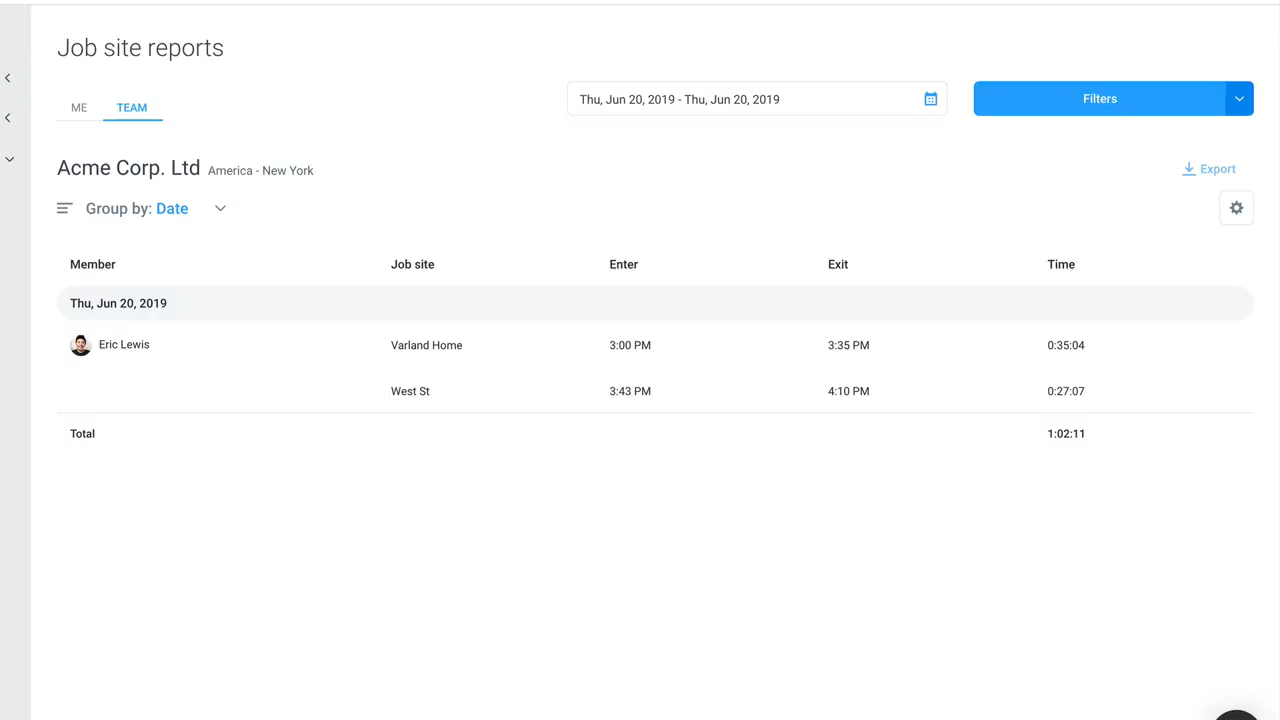 Job site reports
ME TEAM
Thu, Jun 20, 2019 - Thu, Jun 20, 2019
Filters
Acme Corp. Ltd America - New York
Export
Group by: Date
Member Job site Enter Exit Time
Thu, Jun 20, 2019
Eric Lewis Varland Home 3:00 PM 3:35 PM 0:35:04
West St 3:43 PM 4:10 PM 0:27:07
Total 1:02:11